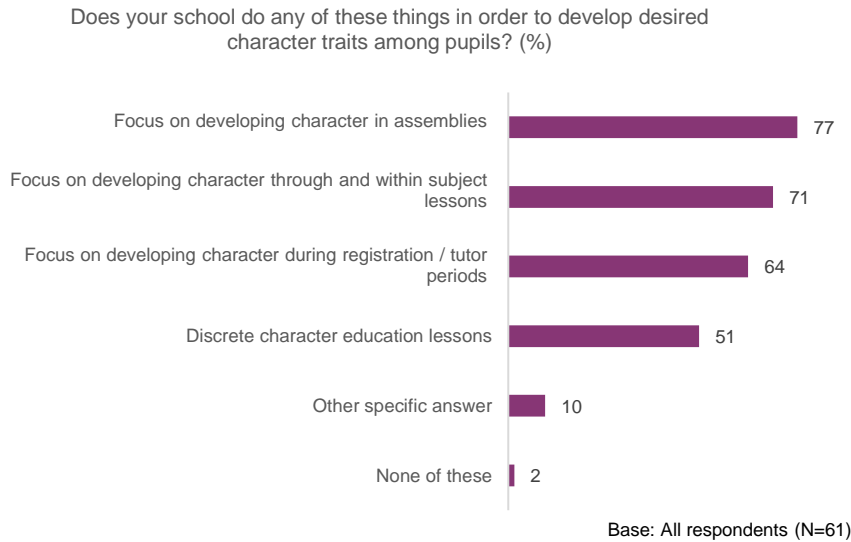 Does your school do any of these things in order to develop desired
character traits among pupils? (%)
Focus on developing character in assemblies
77
Focus on developing character through and within subject
lessons
71
Focus on developing character during registration / tutor
periods
64
Discrete character education lessons
51
Other specific answer
10
None of these
2
Base: All respondents (N=61)